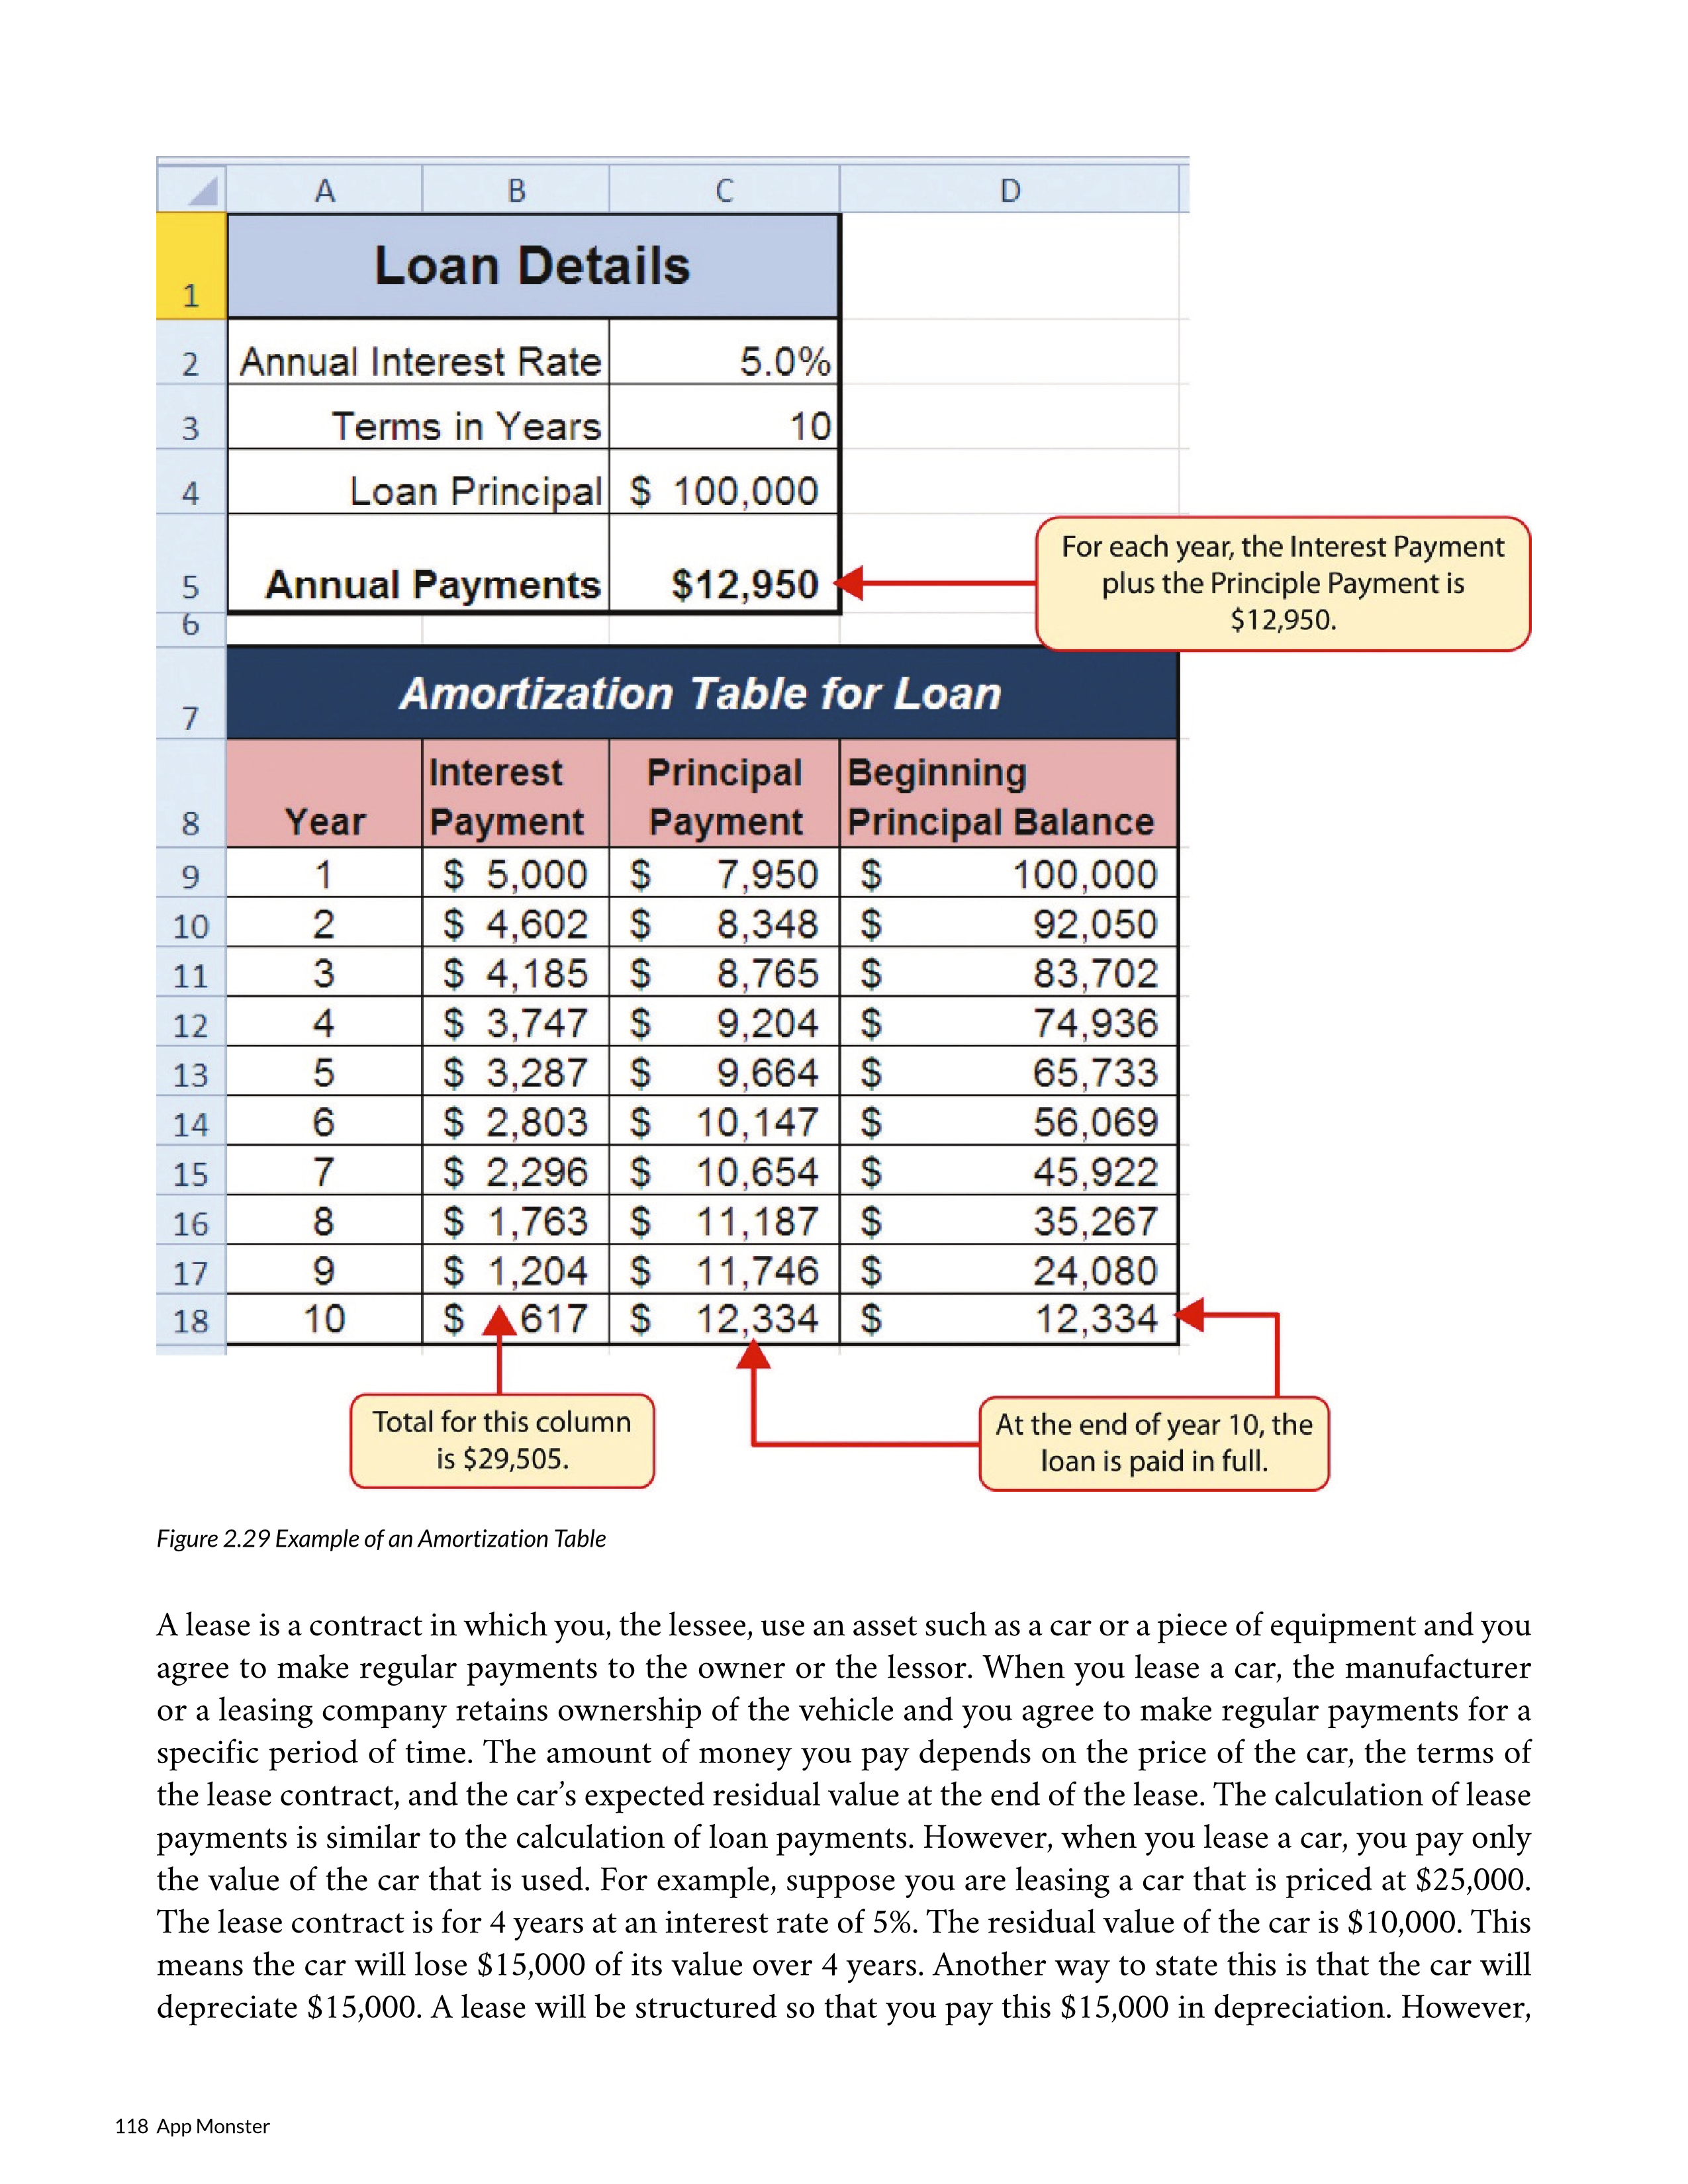 A B C D
1 Loan Details
2 Annual Interest Rate 5.0%
3 Terms in Years 10
4 Loan Principal $ 100,000
5 Annual Payments $12,950
For each year, the Interest Payment
plus the Principle Payment is
$12,950.
6
7 Amortization Table for Loan
Interest Principal Beginning
8 Year Payment Payment Principal Balance
9 1 $ 5,000 $ 7,950 $ 100,000
10 2 $ 4,602 $ 8,348 $ 92,050
11 3 $ 4,185 $ 8,765 $ 83,702
12 4 $ 3,747 $ 9,204 $ 74,936
13 5 $ 3,287 $ 9,664 $ 65,733
14 6 $ 2,803 $ 10,147 $ 56,069
15 7 $ 2,296 $ 10,654 $ 45,922
16 8 $ 1,763 $ 11,187 $ 35,267
17 9 $ 1,204 $ 11,746 $ 24,080
18 10 $ 617 $ 12,334 $ 12,334
Total for this column
is $29,505.
At the end of year 10, the
loan is paid in full.
Figure 2.29 Example of an Amortization Table
A lease is a contract in which you, the lessee, use an asset such as a car or a piece of equipment and you
agree to make regular payments to the owner or the lessor. When you lease a car, the manufacturer
or a leasing company retains ownership of the vehicle and you agree to make regular payments for a
specific period of time. The amount of money you pay depends on the price of the car, the terms of
the lease contract, and the car’s expected residual value at the end of the lease. The calculation of lease
payments is similar to the calculation of loan payments. However, when you lease a car, you pay only
the value of the car that is used. For example, suppose you are leasing a car that is priced at $25,000.
The lease contract is for 4 years at an interest rate of 5%. The residual value of the car is $10,000. This
means the car will lose $15,000 of its value over 4 years. Another way to state this is that the car will
depreciate $15,000. A lease will be structured so that you pay this $15,000 in depreciation. However,
118 App Monster